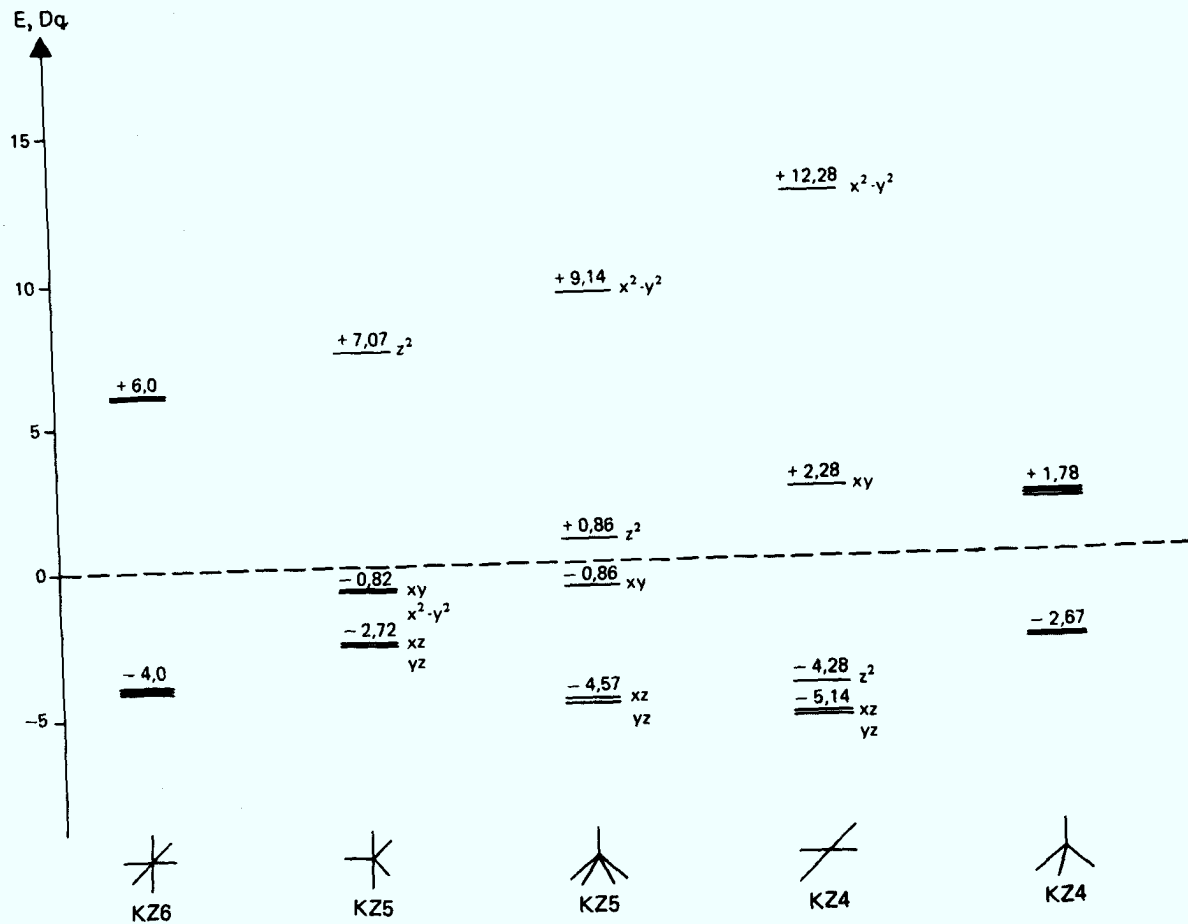 E, Dq
15
10
5
0
−5
+ 6,0
− 4,0
KZ6
+ 7,07 z²
− 0,82 xy
x²-y²
− 2,72 xz
yz
KZ5
+ 9,14 x²-y²
+ 0,86 z²
− 0,86 xy
− 4,57 xz
yz
KZ5
+ 12,28 x²-y²
+ 2,28 xy
− 4,28 z²
− 5,14 xz
yz
KZ4
+ 1,78
− 2,67
KZ4